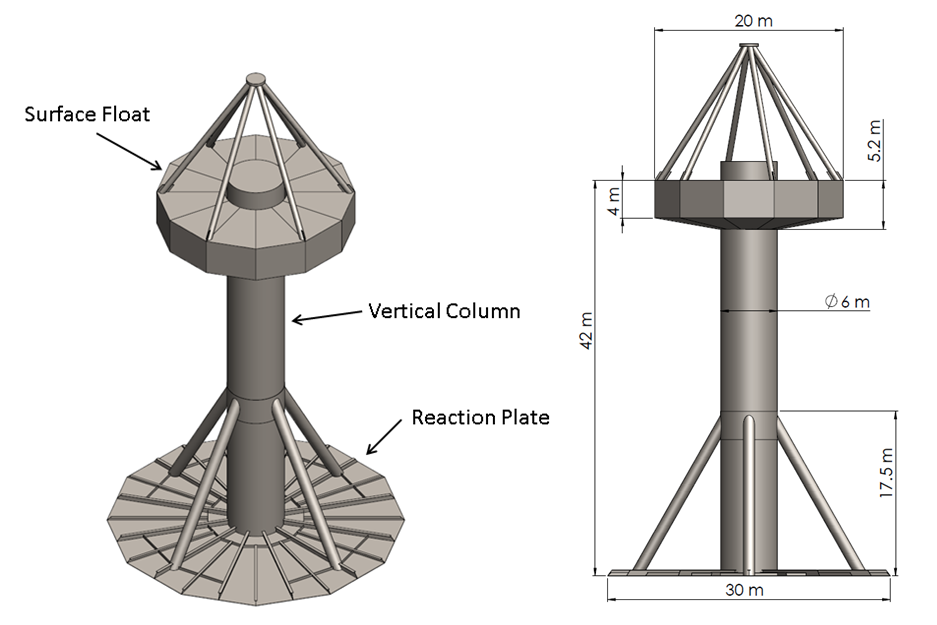 20 m
Surface Float
5.2 m
4 m
Vertical Column
∅6 m
42 m
Reaction Plate
17.5 m
30 m